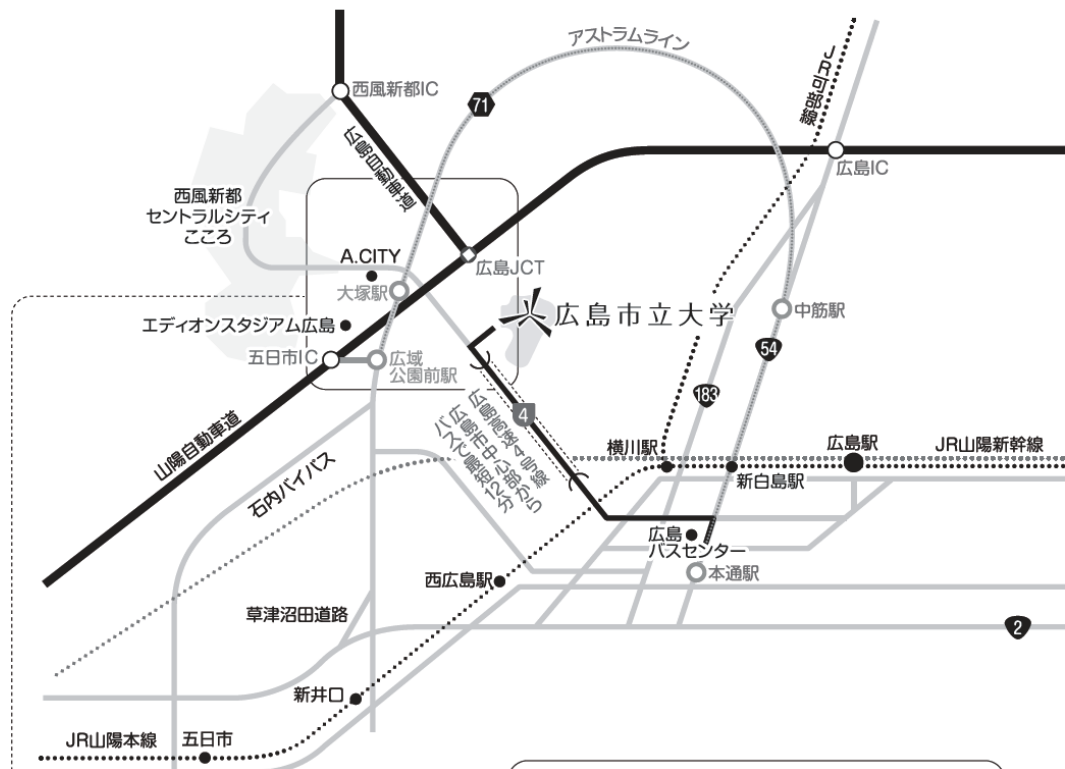 アストラムライン
JR可部線
西風新都IC
71
広島自動車道
広島IC
西風新都
セントラルシティ
こころ
A.CITY
広島JCT
大塚駅
広島市立大学
中筋駅
エディオンスタジアム広島
54
五日市IC
広域
公園前駅
183
4
広島高速4号線
広島市中心部から
バスで最短12分
山陽自動車道
横川駅
広島駅
JR山陽新幹線
石内バイパス
新白島駅
広島
バスセンター
西広島駅
本通駅
草津沼田道路
2
新井口
JR山陽本線
五日市